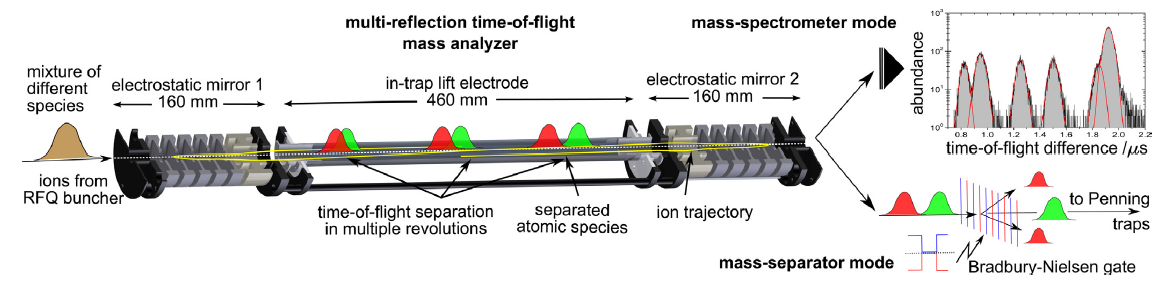 multi-reflection time-of-flight
mass analyzer
mass-spectrometer mode
mixture of
different
species
electrostatic mirror 1
160 mm
in-trap lift electrode
460 mm
electrostatic mirror 2
160 mm
ions from
RFQ buncher
time-of-flight separation
in multiple revolutions
separated
atomic species
ion trajectory
abundance
10³
10²
10¹
10⁰
0.8 1.0 1.2 1.4 1.6 1.8 2.0 2.2
time-of-flight difference /μs
to Penning
traps
mass-separator mode
Bradbury-Nielsen gate